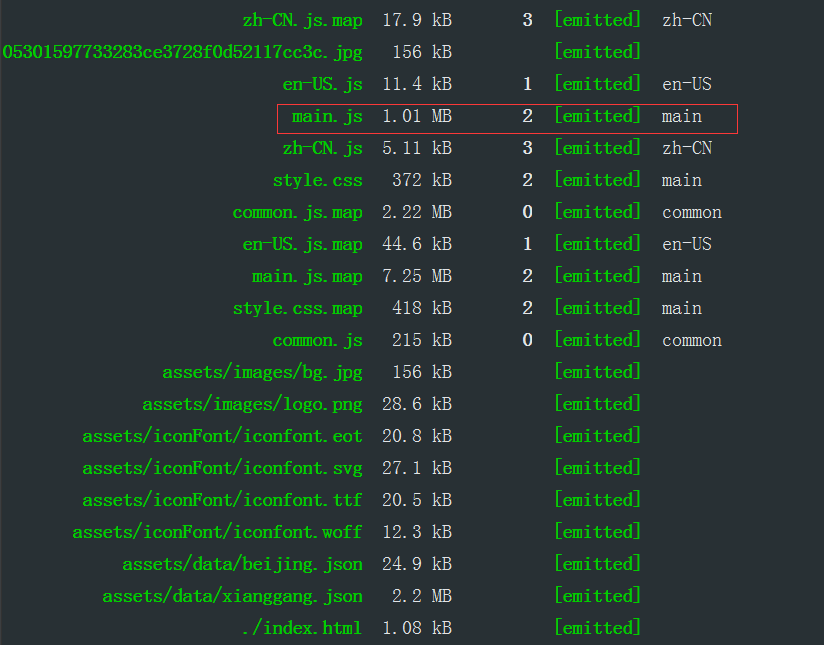 zh-CN.js.map 17.9 kB 3 [emitted] zh-CN
05301597733283ce3728f0d52117cc3c.jpg 156 kB [emitted]
en-US.js 11.4 kB 1 [emitted] en-US
main.js 1.01 MB 2 [emitted] main
zh-CN.js 5.11 kB 3 [emitted] zh-CN
style.css 372 kB 2 [emitted] main
common.js.map 2.22 MB 0 [emitted] common
en-US.js.map 44.6 kB 1 [emitted] en-US
main.js.map 7.25 MB 2 [emitted] main
style.css.map 418 kB 2 [emitted] main
common.js 215 kB 0 [emitted] common
assets/images/bg.jpg 156 kB [emitted]
assets/images/logo.png 28.6 kB [emitted]
assets/iconFont/iconfont.eot 20.8 kB [emitted]
assets/iconFont/iconfont.svg 27.1 kB [emitted]
assets/iconFont/iconfont.ttf 20.5 kB [emitted]
assets/iconFont/iconfont.woff 12.3 kB [emitted]
assets/data/beijing.json 24.9 kB [emitted]
assets/data/xianggang.json 2.2 MB [emitted]
./index.html 1.08 kB [emitted]